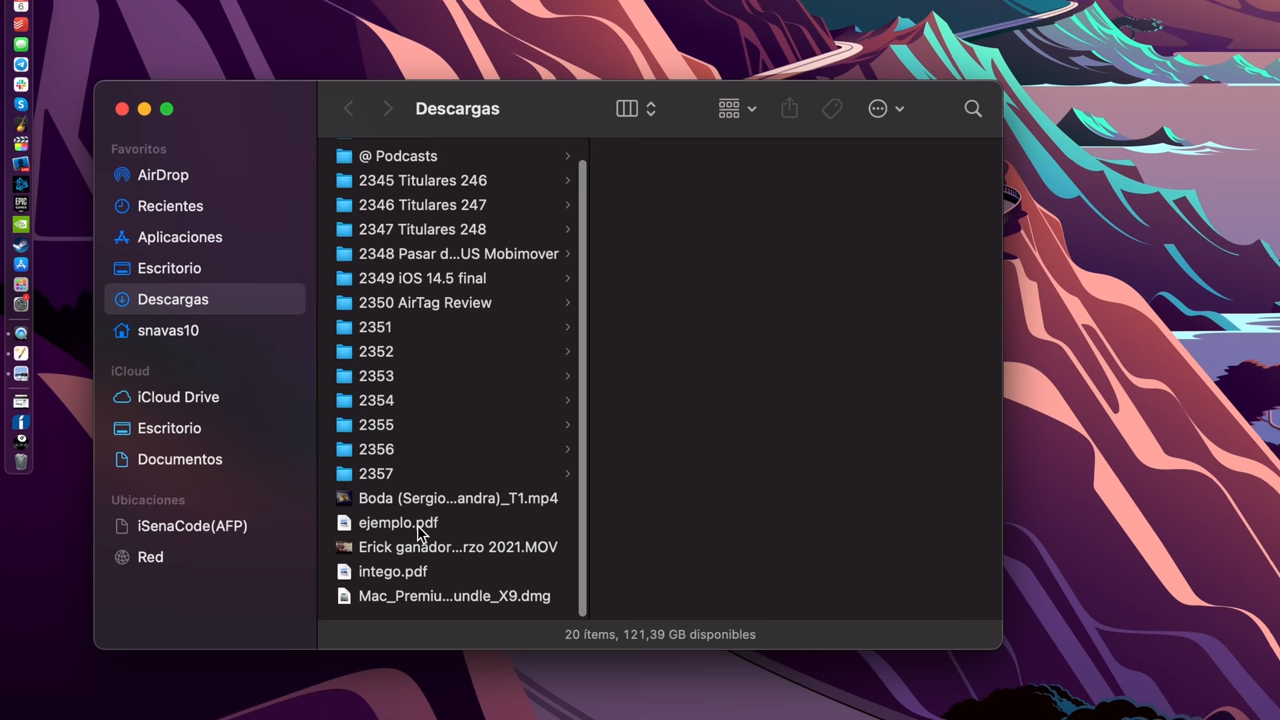 6
Descargas
Favoritos
AirDrop
Recientes
Aplicaciones
Escritorio
Descargas
snavas10
iCloud
iCloud Drive
Escritorio
Documentos
Ubicaciones
iSenaCode(AFP)
Red
@ Podcasts
2345 Titulares 246
2346 Titulares 247
2347 Titulares 248
2348 Pasar d...US Mobimover
2349 iOS 14.5 final
2350 AirTag Review
2351
2352
2353
2354
2355
2356
2357
Boda (Sergio...andra)_T1.mp4
ejemplo.pdf
Erick ganador...rzo 2021.MOV
intego.pdf
Mac_Premiu...undle_X9.dmg
20 ítems, 121,39 GB disponibles
EPIC